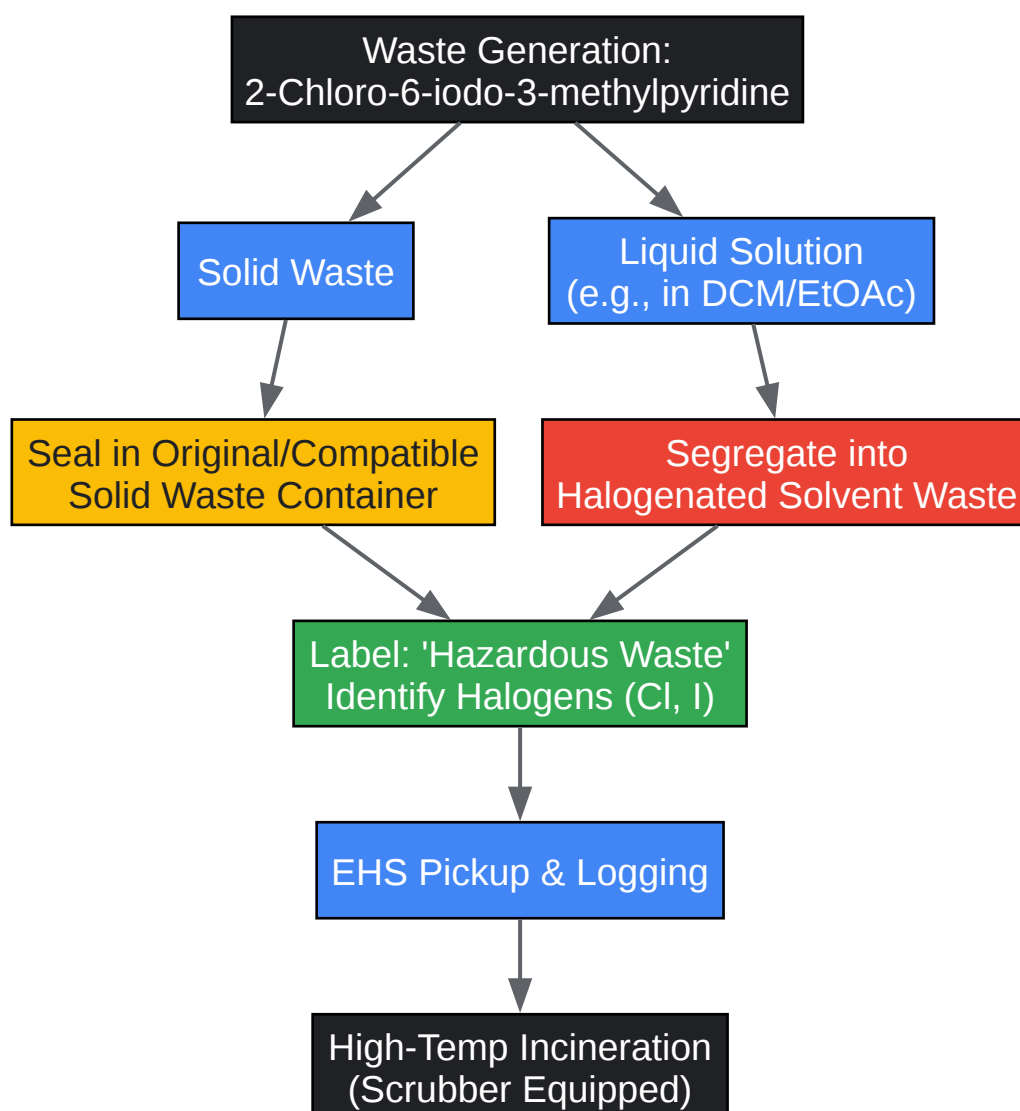 Waste Generation:
2-Chloro-6-iodo-3-methylpyridine
Solid Waste
Liquid Solution
(e.g., in DCM/EtOAc)
Seal in Original/Compatible
Solid Waste Container
Segregate into
Halogenated Solvent Waste
Label: 'Hazardous Waste'
Identify Halogens (Cl, I)
EHS Pickup & Logging
High-Temp Incineration
(Scrubber Equipped)